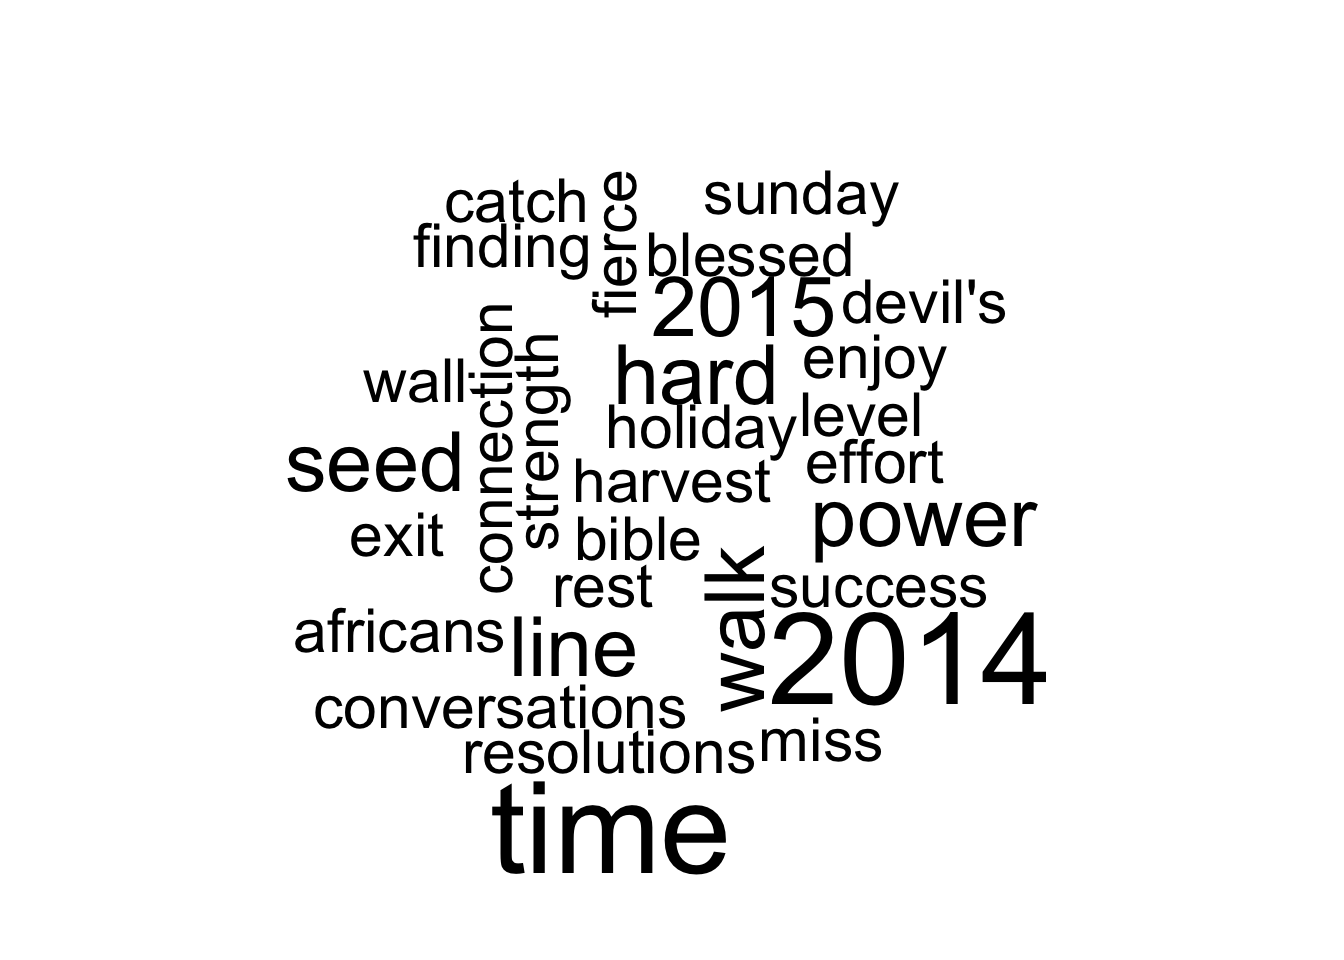 catch
fierce
sunday
finding
blessed
2015
devil's
connection
strength
wall
hard
enjoy
holiday
level
seed
harvest
effort
exit
bible
power
rest
walk
success
africans
line
2014
conversations
resolutions
miss
time